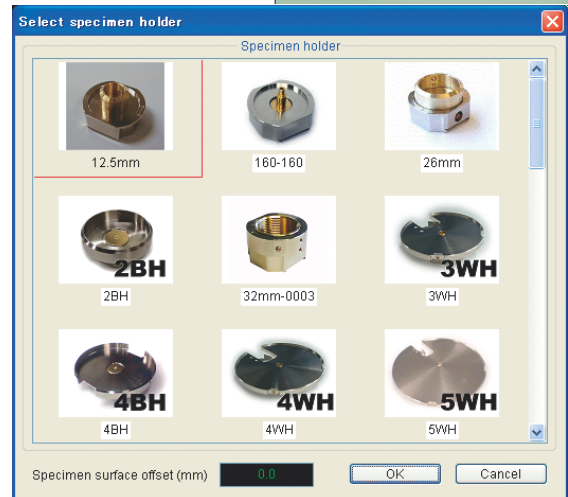 Select specimen holder
Specimen holder
12.5mm
160-160
26mm
2BH
3WH
2BH
32mm-0003
3WH
4BH
4WH
5WH
4BH
4WH
5WH
Specimen surface offset (mm)
0.0
OK
Cancel